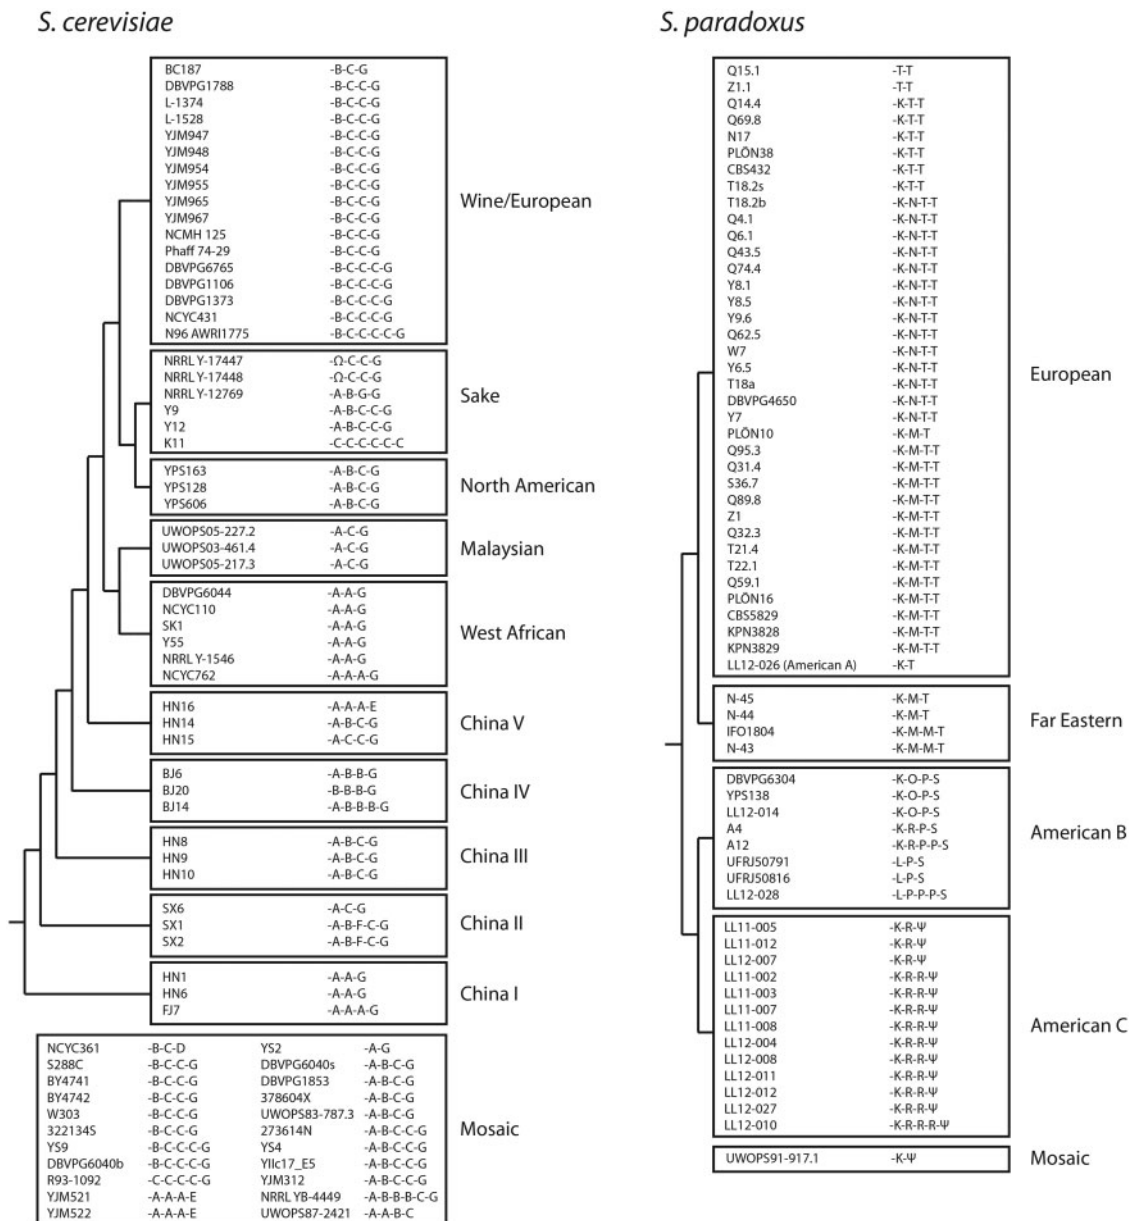 S. cerevisiae
BC187 -B-C-G
DBVPG1788 -B-C-C-G
L-1374 -B-C-C-G
L-1528 -B-C-C-G
YJM947 -B-C-C-G
YJM948 -B-C-C-G
YJM954 -B-C-C-G
YJM955 -B-C-C-G
YJM965 -B-C-C-G
YJM967 -B-C-C-G
NCMH 125 -B-C-C-G
Phaff 74-29 -B-C-C-G
DBVPG6765 -B-C-C-C-G
DBVPG1106 -B-C-C-C-G
DBVPG1373 -B-C-C-C-G
NCYC431 -B-C-C-C-G
N96 AWRI1775 -B-C-C-C-C-G
Wine/European
NRRL Y-17447 -Ω-C-C-G
NRRL Y-17448 -Ω-C-C-G
NRRL Y-12769 -A-B-G-G
Y9 -A-B-C-C-G
Y12 -A-B-C-C-G
K11 -C-C-C-C-C-C
Sake
YPS163 -A-B-C-G
YPS128 -A-B-C-G
YPS606 -A-B-C-G
North American
UWOPS05-227.2 -A-C-G
UWOPS03-461.4 -A-C-G
UWOPS05-217.3 -A-C-G
Malaysian
DBVPG6044 -A-A-G
NCYC110 -A-A-G
SK1 -A-A-G
Y55 -A-A-G
NRRL Y-1546 -A-A-G
NCYC762 -A-A-A-G
West African
HN16 -A-A-A-E
HN14 -A-B-C-G
HN15 -A-C-C-G
China V
BJ6 -A-B-B-G
BJ20 -B-B-B-G
BJ14 -A-B-B-B-G
China IV
HN8 -A-B-C-G
HN9 -A-B-C-G
HN10 -A-B-C-G
China III
SX6 -A-C-G
SX1 -A-B-F-C-G
SX2 -A-B-F-C-G
China II
HN1 -A-A-G
HN6 -A-A-G
FJ7 -A-A-A-G
China I
NCYC361 -B-C-D YS2 -A-G
S288C -B-C-C-G DBVPG6040s -A-B-C-G
BY4741 -B-C-C-G DBVPG1853 -A-B-C-G
BY4742 -B-C-C-G 378604X -A-B-C-G
W303 -B-C-C-G UWOPS83-787.3 -A-B-C-G
322134S -B-C-C-G 273614N -A-B-C-C-G
YS9 -B-C-C-C-G YS4 -A-B-C-C-G
DBVPG6040b -B-C-C-C-G YIIc17_E5 -A-B-C-C-G
R93-1092 -C-C-C-C-G YJM312 -A-B-C-C-G
YJM521 -A-A-A-E NRRL YB-4449 -A-B-B-B-C-G
YJM522 -A-A-A-E UWOPS87-2421 -A-A-B-C
Mosaic
S. paradoxus
Q15.1 -T-T
Z1.1 -T-T
Q14.4 -K-T-T
Q69.8 -K-T-T
N17 -K-T-T
PLÖN38 -K-T-T
CBS432 -K-T-T
T18.2s -K-T-T
T18.2b -K-N-T-T
Q4.1 -K-N-T-T
Q6.1 -K-N-T-T
Q43.5 -K-N-T-T
Q74.4 -K-N-T-T
Y8.1 -K-N-T-T
Y8.5 -K-N-T-T
Y9.6 -K-N-T-T
Q62.5 -K-N-T-T
W7 -K-N-T-T
Y6.5 -K-N-T-T
T18a -K-N-T-T
DBVPG4650 -K-N-T-T
Y7 -K-N-T-T
PLÖN10 -K-M-T
Q95.3 -K-M-T-T
Q31.4 -K-M-T-T
S36.7 -K-M-T-T
Q89.8 -K-M-T-T
Z1 -K-M-T-T
Q32.3 -K-M-T-T
T21.4 -K-M-T-T
T22.1 -K-M-T-T
Q59.1 -K-M-T-T
PLÖN16 -K-M-T-T
CBS5829 -K-M-T-T
KPN3828 -K-M-T-T
KPN3829 -K-M-T-T
LL12-026 (American A) -K-T
European
N-45 -K-M-T
N-44 -K-M-T
IFO1804 -K-M-M-T
N-43 -K-M-M-T
Far Eastern
DBVPG6304 -K-O-P-S
YPS138 -K-O-P-S
LL12-014 -K-O-P-S
A4 -K-R-P-S
A12 -K-R-P-P-S
UFRJ50791 -L-P-S
UFRJ50816 -L-P-S
LL12-028 -L-P-P-P-S
American B
LL11-005 -K-R-Ψ
LL11-012 -K-R-Ψ
LL12-007 -K-R-Ψ
LL11-002 -K-R-R-Ψ
LL11-003 -K-R-R-Ψ
LL11-007 -K-R-R-Ψ
LL11-008 -K-R-R-Ψ
LL12-004 -K-R-R-Ψ
LL12-008 -K-R-R-Ψ
LL12-011 -K-R-R-Ψ
LL12-012 -K-R-R-Ψ
LL12-027 -K-R-R-Ψ
LL12-010 -K-R-R-R-Ψ
American C
UWOPS91-917.1 -K-Ψ
Mosaic